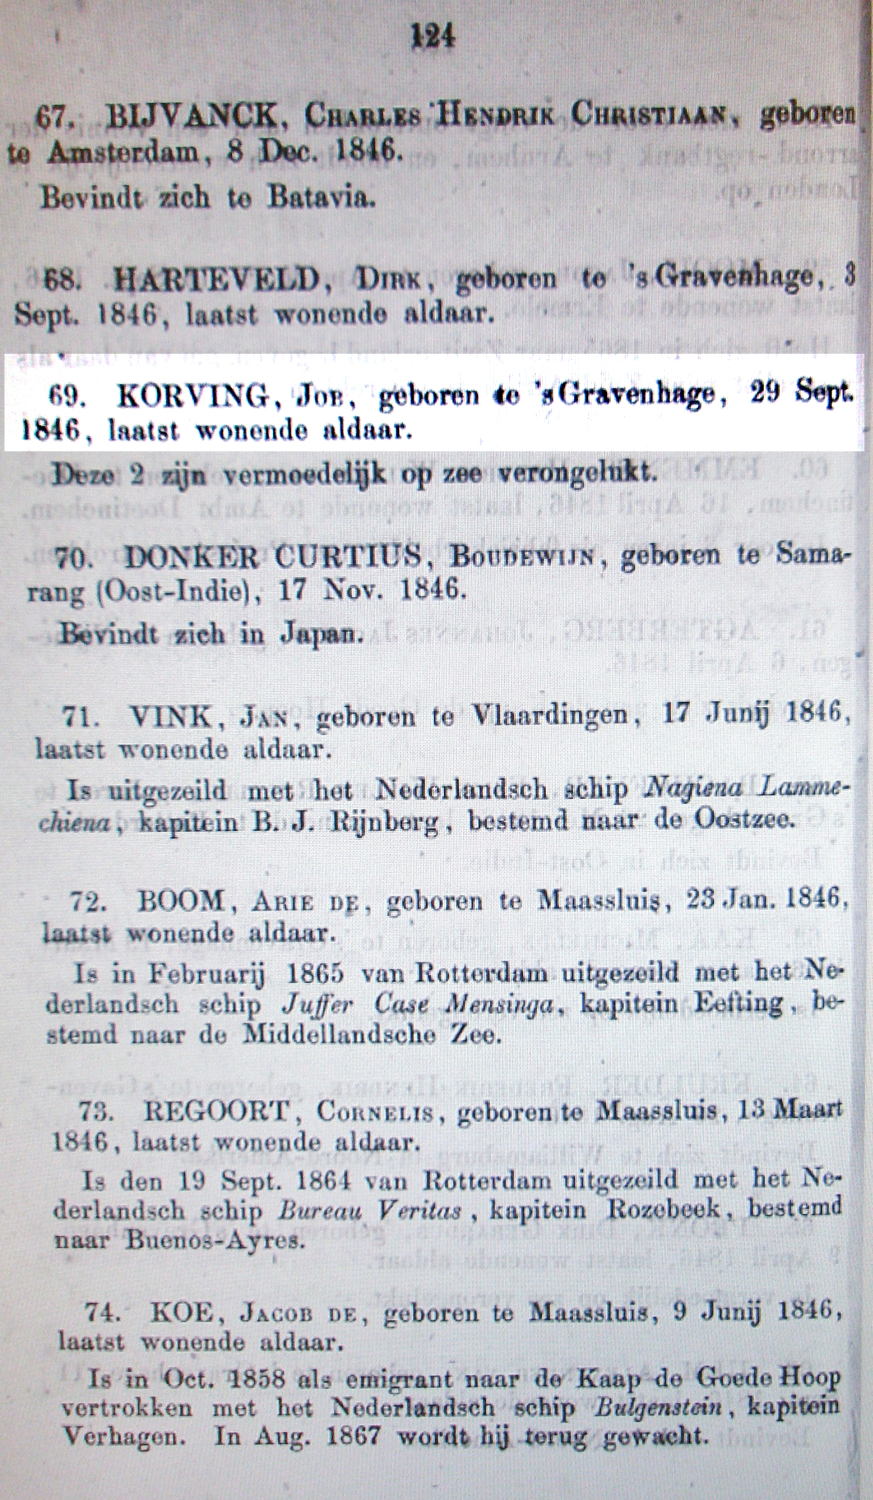 124
67. BIJVANCK, CHARLES HENDRIK CHRISTIAAN, geboren
te Amsterdam, 8 Dec. 1846.
Bevindt zich te Batavia.
68. HARTEVELD, DIRK, geboren te 's Gravenhage, 3
Sept. 1846, laatst wonende aldaar.
69. KORVING, JOB, geboren te 's Gravenhage, 29 Sept.
1846, laatst wonende aldaar.
Deze 2 zijn vermoedelijk op zee verongelukt.
70. DONKER CURTIUS, BOUDEWIJN, geboren te Sama-
rang (Oost-Indie), 17 Nov. 1846.
Bevindt zich in Japan.
71. VINK, JAN, geboren te Vlaardingen, 17 Junij 1846,
laatst wonende aldaar.
Is uitgezeild met het Nederlandsch schip Nagiena Lamme-
chiena, kapitein B. J. Rijnberg, bestemd naar de Oostzee.
72. BOOM, ARIE DE, geboren te Maassluis, 23 Jan. 1846,
laatst wonende aldaar.
Is in Februarij 1865 van Rotterdam uitgezeild met het Ne-
derlandsch schip Juffer Case Mensinga, kapitein Eefting, be-
stemd naar de Middellandsche Zee.
73. REGOORT, CORNELIS, geboren te Maassluis, 13 Maart
1846, laatst wonende aldaar.
Is den 19 Sept. 1864 van Rotterdam uitgezeild met het Ne-
derlandsch schip Bureau Veritas, kapitein Rozebeek, bestemd
naar Buenos-Ayres.
74. KOE, JACOB DE, geboren te Maassluis, 9 Junij 1846,
laatst wonende aldaar.
Is in Oct. 1858 als emigrant naar de Kaap de Goede Hoop
vertrokken met het Nederlandsch schip Bulgenstein, kapitein
Verhagen. In Aug. 1867 wordt hij terug gewacht.